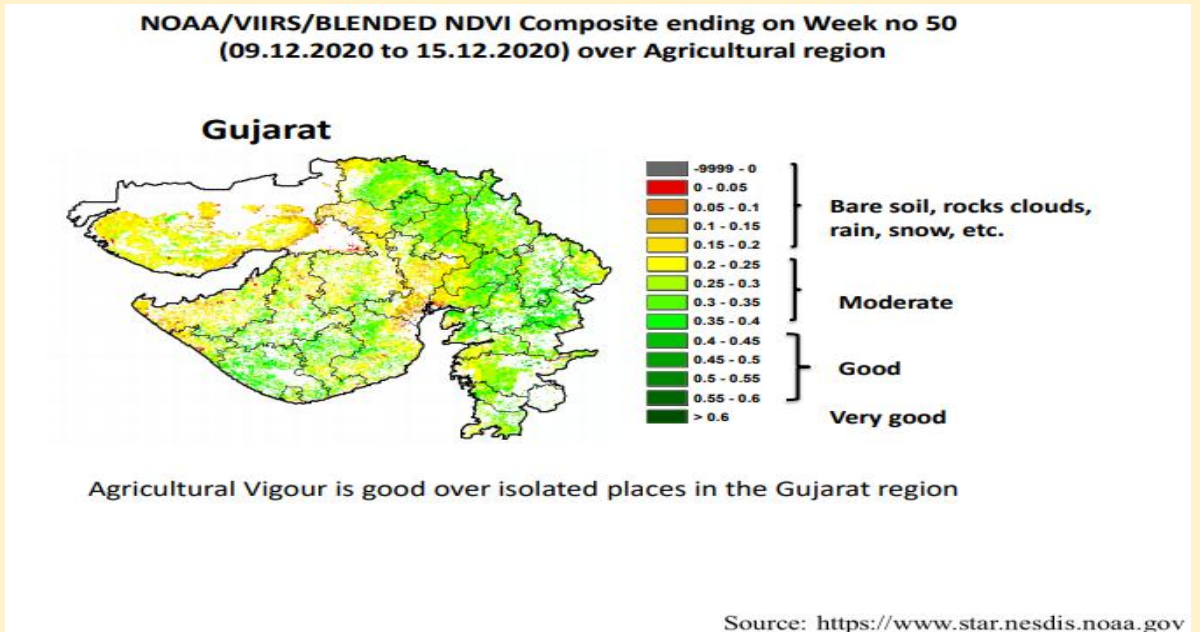 NOAA/VIIRS/BLENDED NDVI Composite ending on Week no 50
(09.12.2020 to 15.12.2020) over Agricultural region
Gujarat
-9999 - 0
0 - 0.05
0.05 - 0.1
0.1 - 0.15
0.15 - 0.2
0.2 - 0.25
0.25 - 0.3
0.3 - 0.35
0.35 - 0.4
0.4 - 0.45
0.45 - 0.5
0.5 - 0.55
0.55 - 0.6
> 0.6
Bare soil, rocks clouds,
rain, snow, etc.
Moderate
Good
Very good
Agricultural Vigour is good over isolated places in the Gujarat region
Source: https://www.star.nesdis.noaa.gov